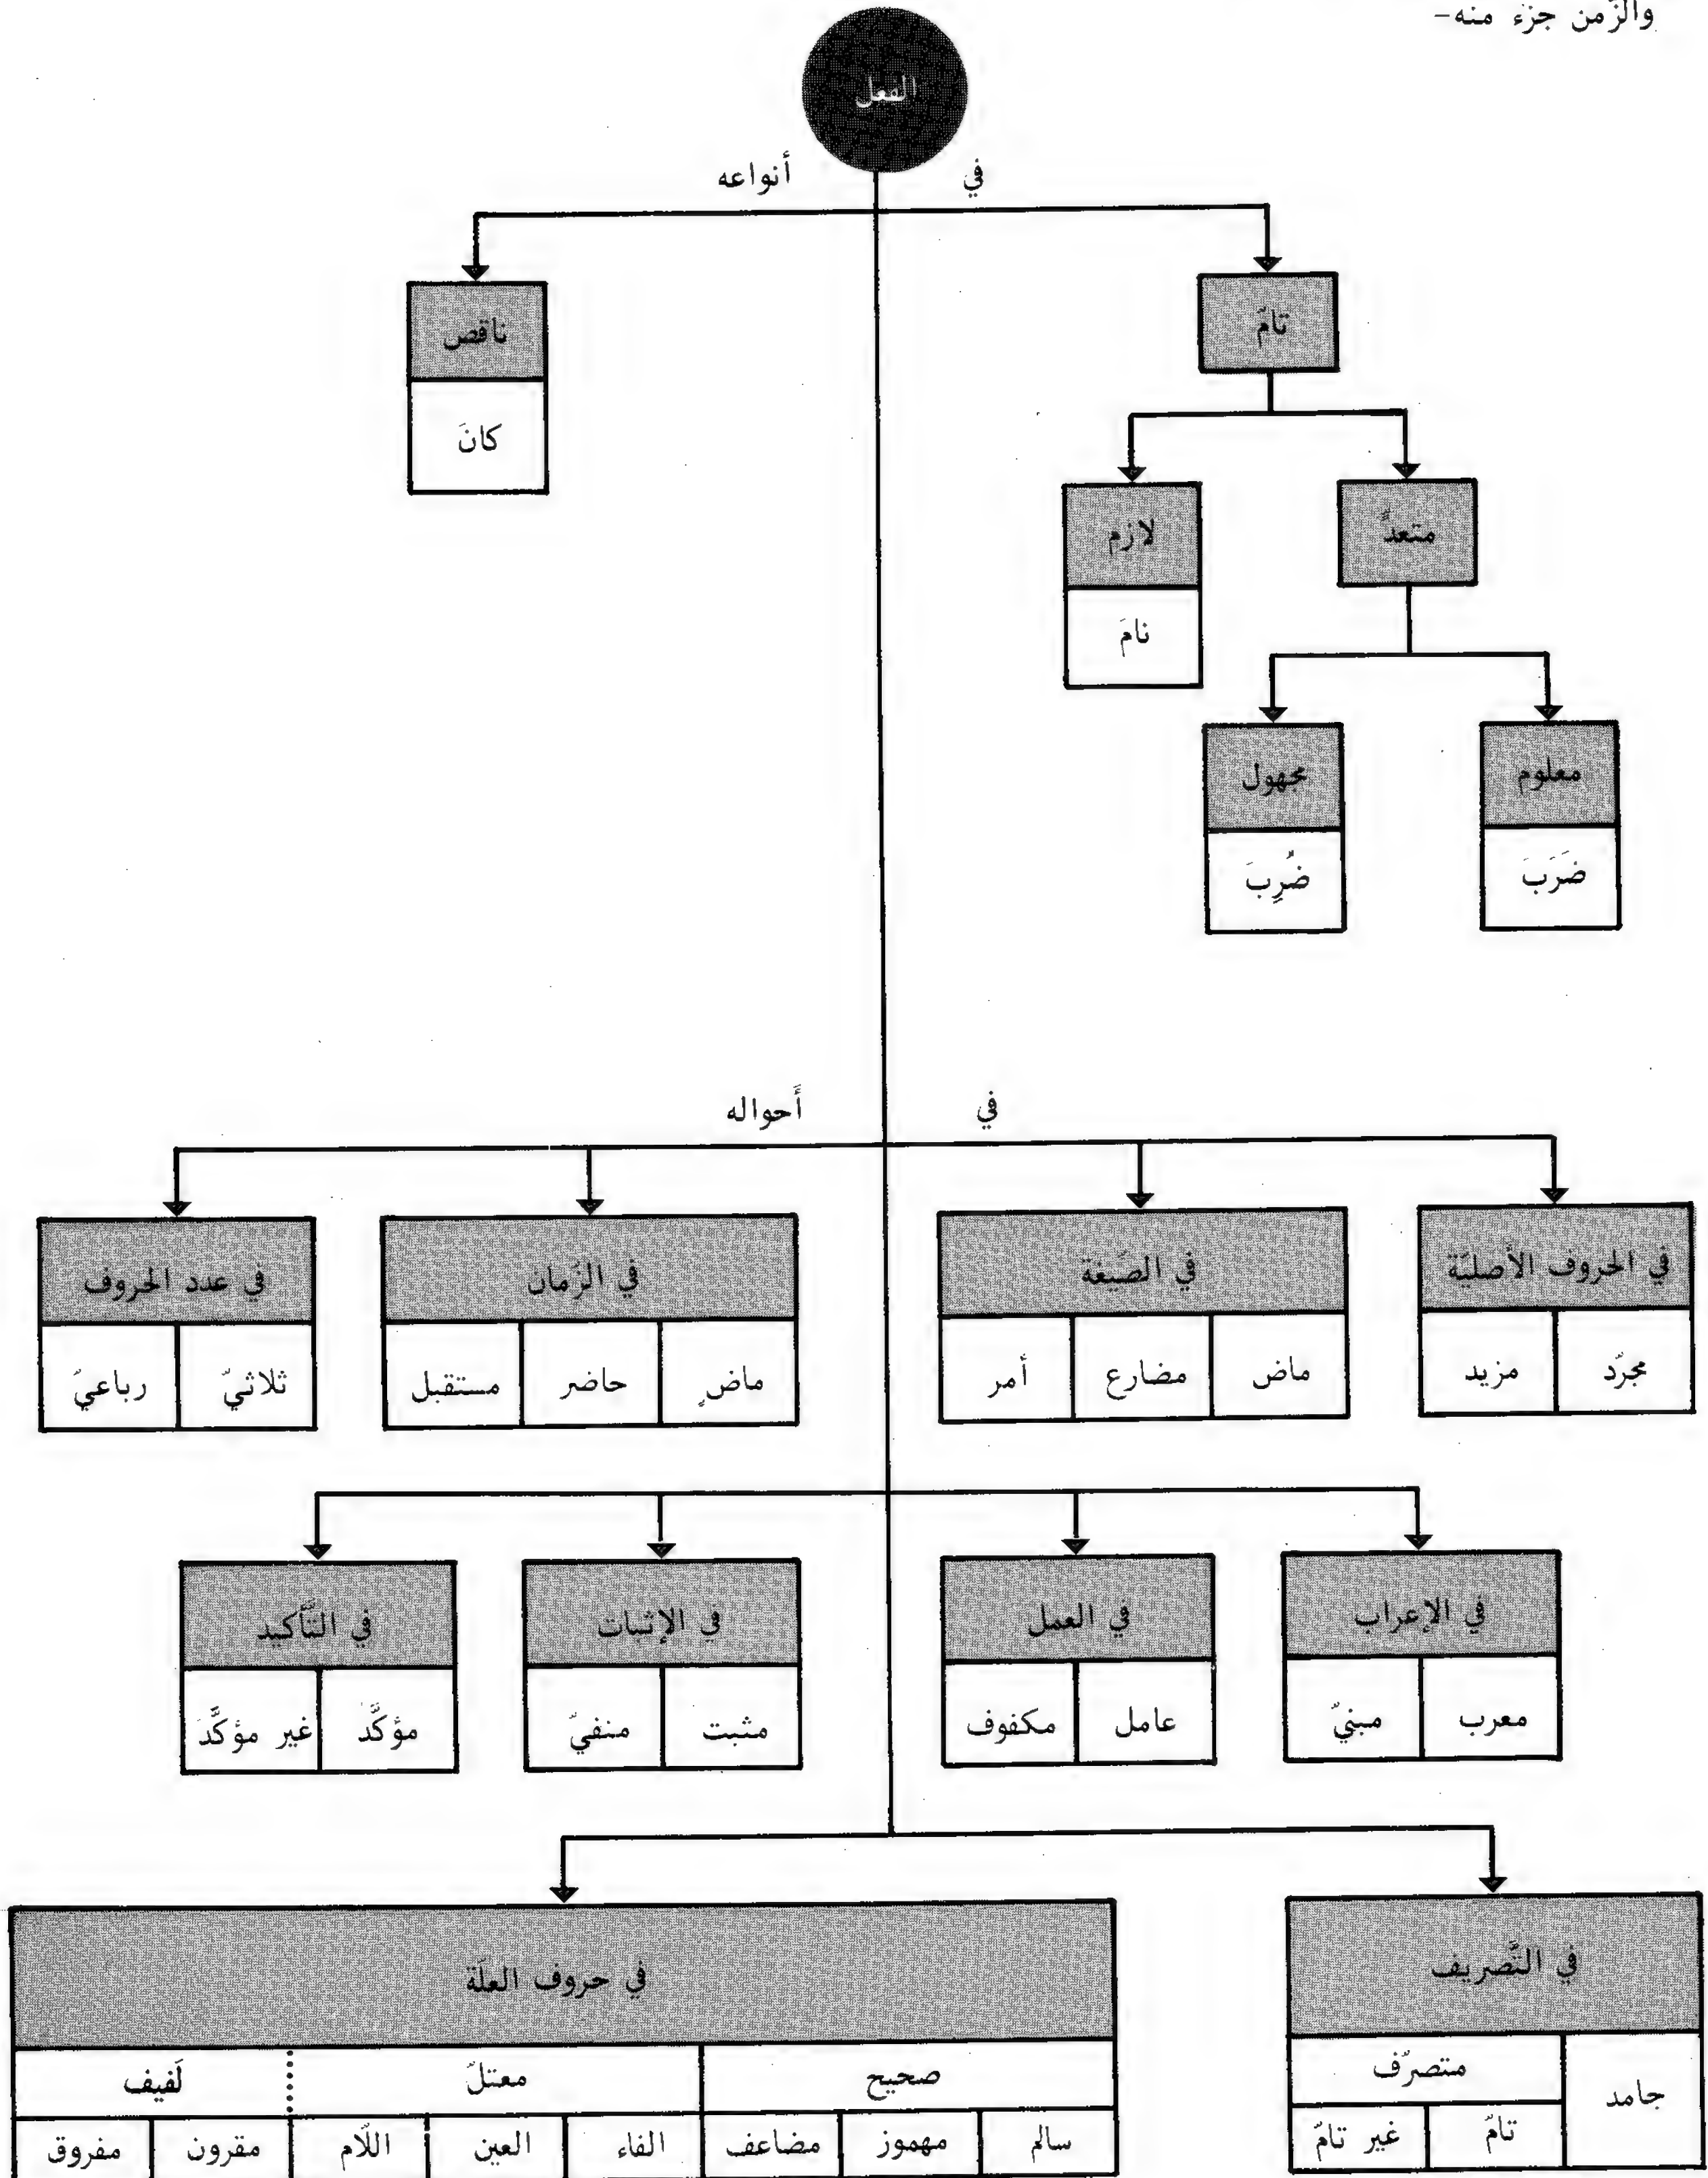 والزّمن جزء منه-
الفعل
في أنواعه
تامّ
ناقص
كانَ
متعدٍّ
لازم
نامَ
معلوم
مجهول
ضَرَبَ
ضُرِبَ
في أحواله
في الحروف الأصليّة
في الصّيغة
في الزّمان
في عدد الحروف
مجرّد
مزيد
ماض
مضارع
أمر
ماضٍ
حاضر
مستقبل
ثلاثيّ
رباعيّ
في الإعراب
في العمل
في الإثبات
في التّأكيد
معرب
مبنيّ
عامل
مكفوف
مثبت
منفيّ
مؤكَّد
غير مؤكَّد
في التّصريف
في حروف العلّة
جامد
متصرّف
صحيح
معتلّ
لَفيف
تامّ
غير تامّ
سالم
مهموز
مضاعف
الفاء
العين
اللّام
مقرون
مفروق